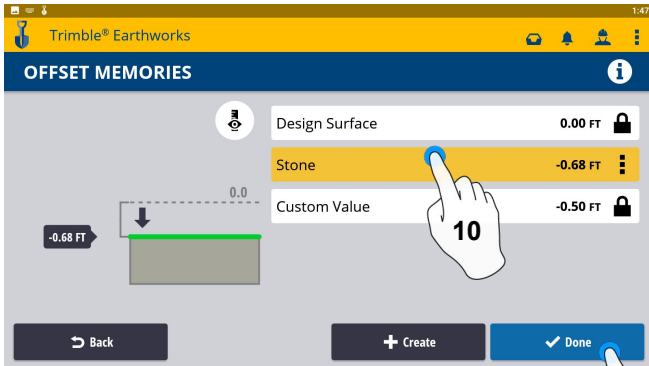 1:47
Trimble® Earthworks
OFFSET MEMORIES
i
Design Surface 0.00 FT
Stone -0.68 FT
0.0
Custom Value -0.50 FT
10
-0.68 FT
Back
Create
Done